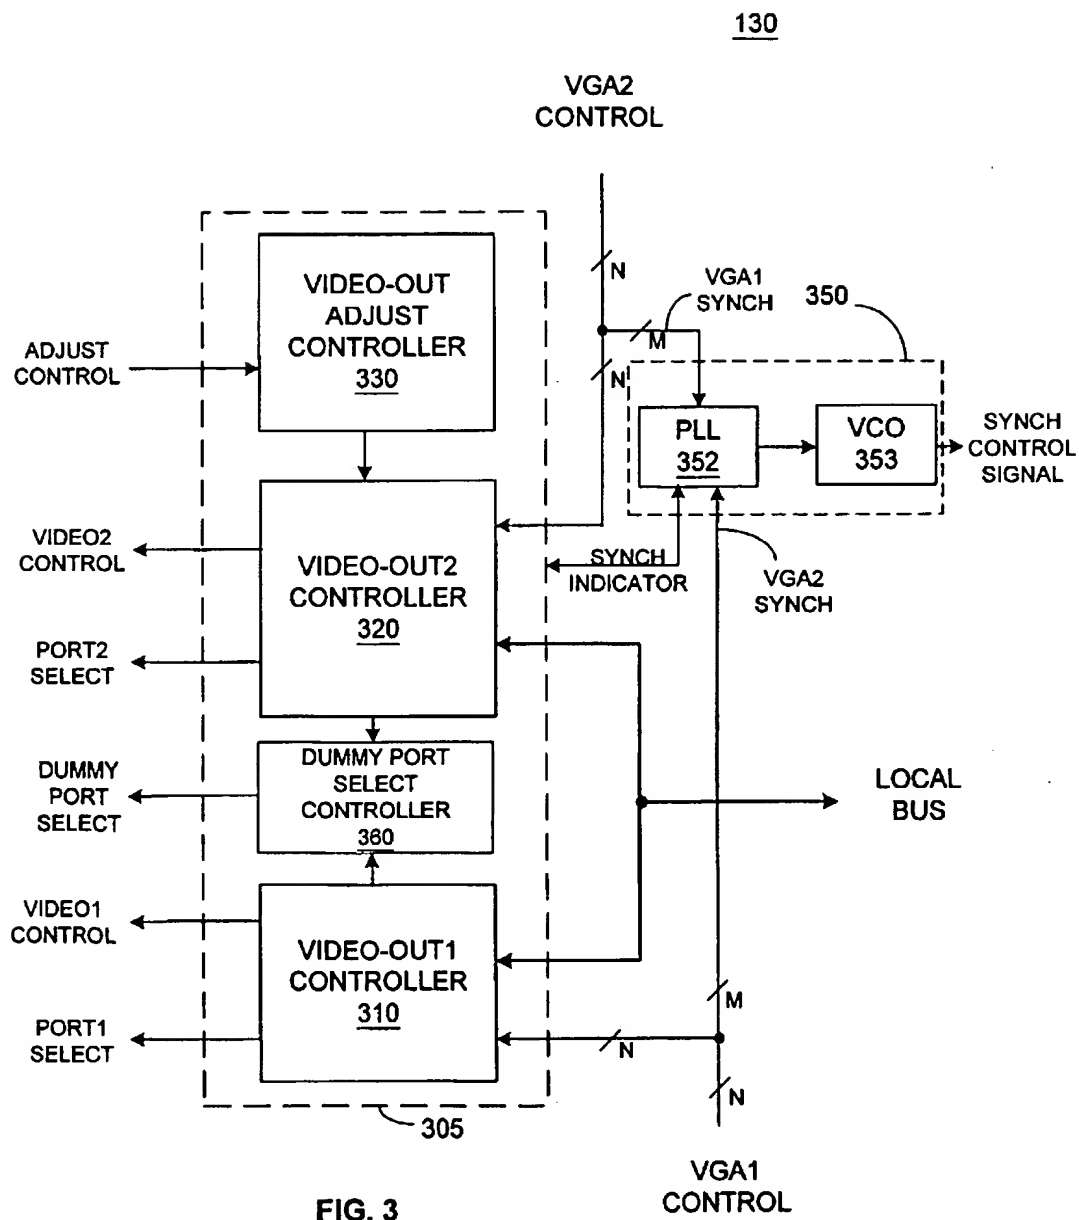 130
VGA2
CONTROL
N
VGA1
SYNCH
M
N
350
VIDEO-OUT
ADJUST
CONTROLLER
330
ADJUST
CONTROL
PLL
352
VCO
353
SYNCH
CONTROL
SIGNAL
VIDEO2
CONTROL
VIDEO-OUT2
CONTROLLER
320
SYNCH
INDICATOR
VGA2
SYNCH
PORT2
SELECT
DUMMY
PORT
SELECT
DUMMY PORT
SELECT
CONTROLLER
360
LOCAL
BUS
VIDEO1
CONTROL
VIDEO-OUT1
CONTROLLER
310
M
PORT1
SELECT
N
N
305
VGA1
CONTROL
FIG. 3